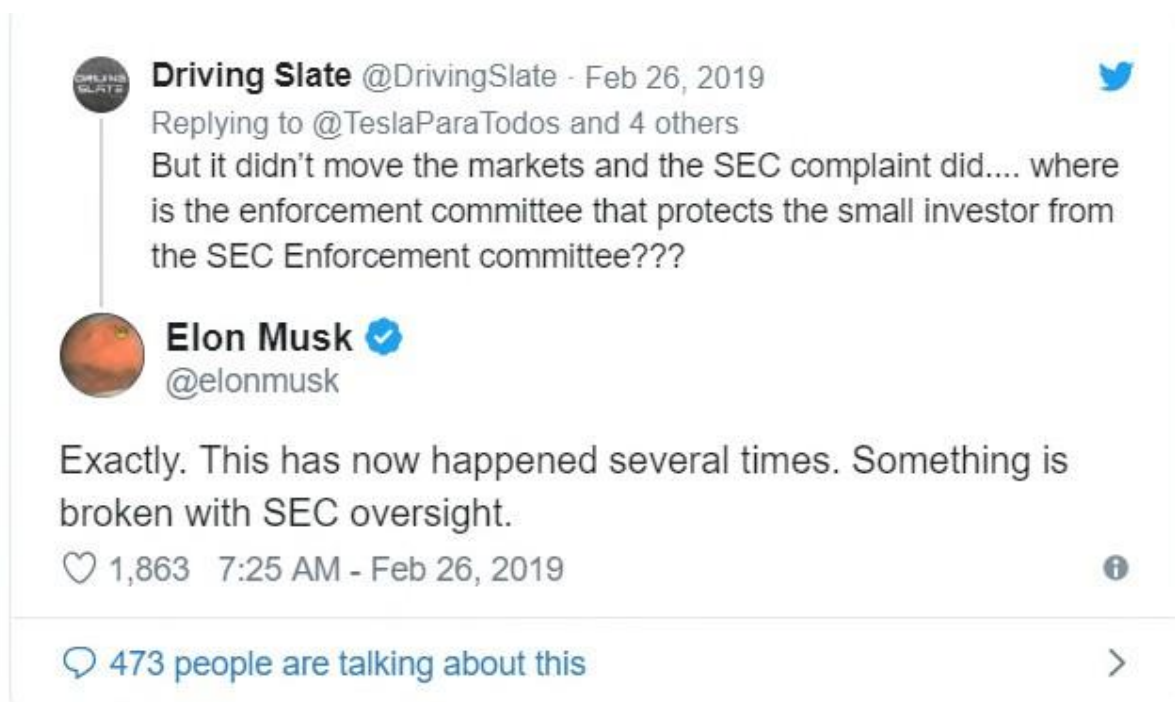 DRIVING
SLATE
Driving Slate @DrivingSlate · Feb 26, 2019
Replying to @TeslaParaTodos and 4 others
But it didn’t move the markets and the SEC complaint did.... where
is the enforcement committee that protects the small investor from
the SEC Enforcement committee???
Elon Musk
@elonmusk
Exactly. This has now happened several times. Something is
broken with SEC oversight.
1,863 7:25 AM - Feb 26, 2019
473 people are talking about this